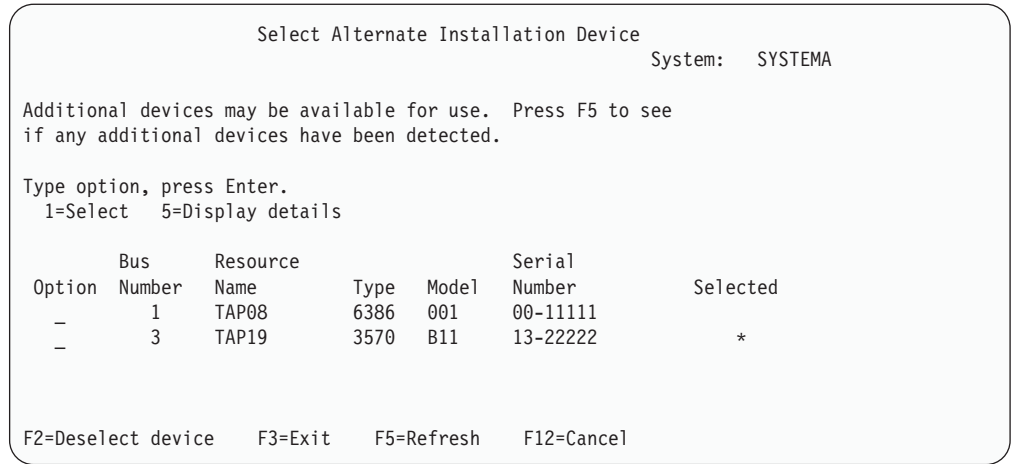 Select Alternate Installation Device
System: SYSTEMA
Additional devices may be available for use. Press F5 to see
if any additional devices have been detected.
Type option, press Enter.
1=Select 5=Display details
Bus Resource Serial
Option Number Name Type Model Number Selected
_ 1 TAP08 6386 001 00-11111
_ 3 TAP19 3570 B11 13-22222 *
F2=Deselect device F3=Exit F5=Refresh F12=Cancel